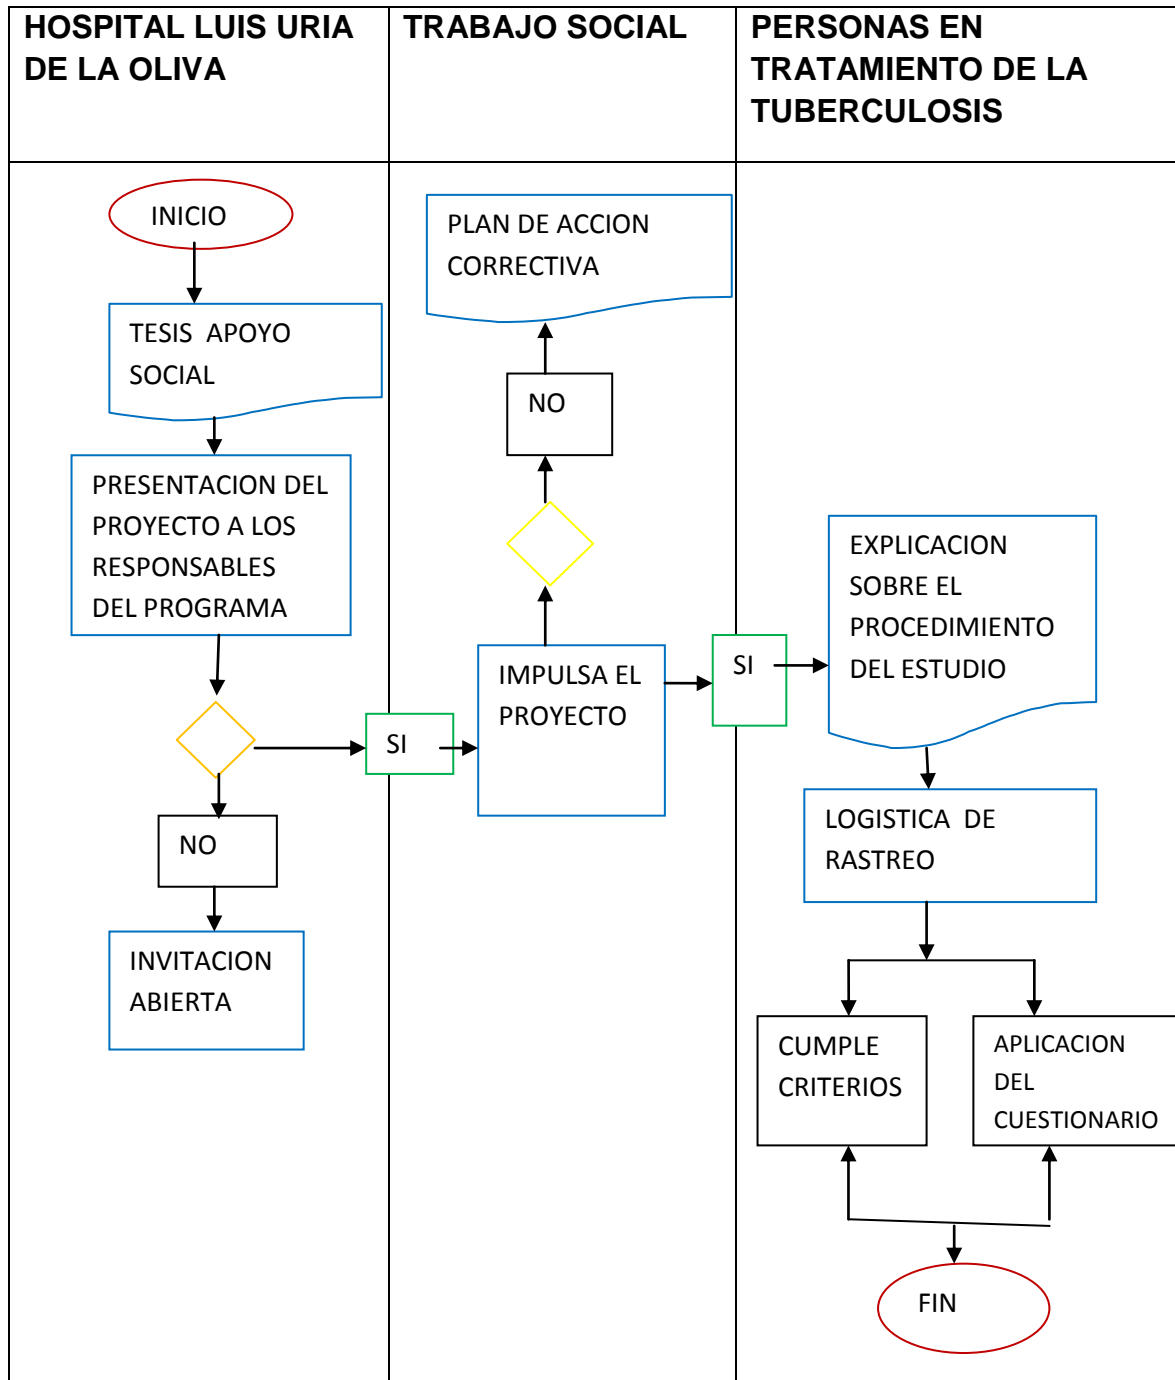 HOSPITAL LUIS URIA
DE LA OLIVA
TRABAJO SOCIAL
PERSONAS EN
TRATAMIENTO DE LA
TUBERCULOSIS
INICIO
TESIS  APOYO
SOCIAL
PRESENTACION DEL
PROYECTO A LOS
RESPONSABLES
DEL PROGRAMA
SI
NO
INVITACION
ABIERTA
PLAN DE ACCION
CORRECTIVA
NO
IMPULSA EL
PROYECTO
SI
EXPLICACION
SOBRE EL
PROCEDIMIENTO
DEL ESTUDIO
LOGISTICA  DE
RASTREO
CUMPLE
CRITERIOS
APLICACION
DEL
CUESTIONARIO
FIN